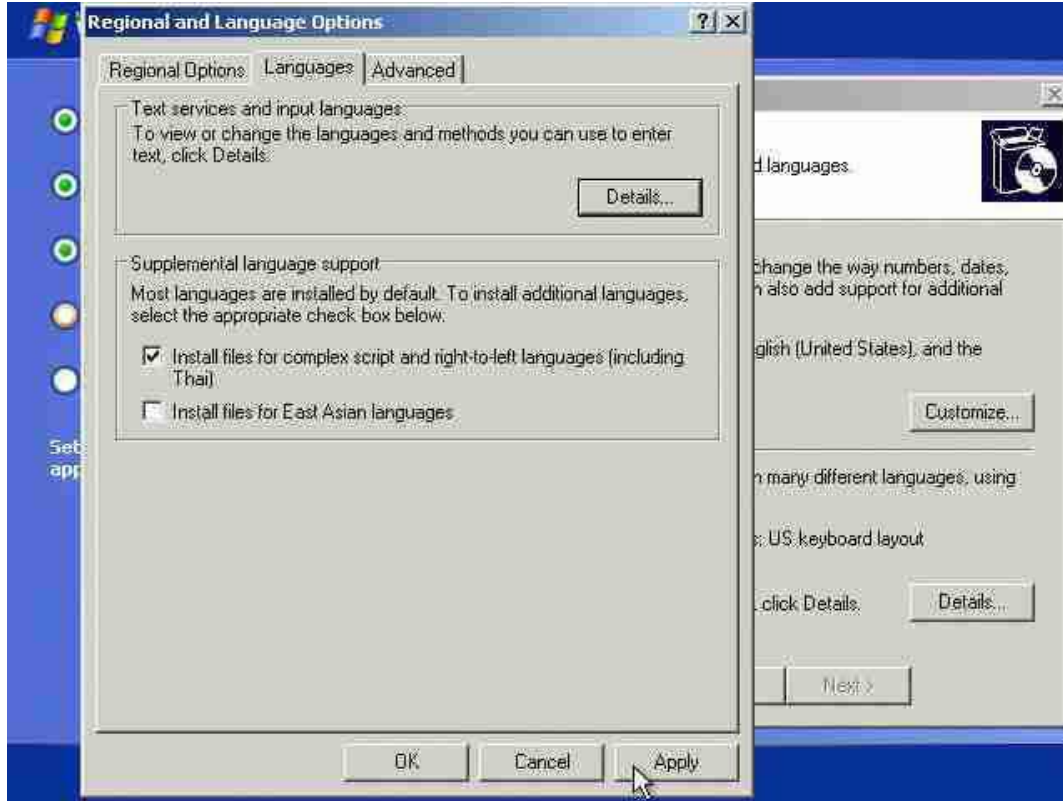 Regional and Language Options
Regional Options Languages Advanced
Text services and input languages
To view or change the languages and methods you can use to enter
text, click Details.
Details...
Supplemental language support
Most languages are installed by default. To install additional languages,
select the appropriate check box below.
Install files for complex script and right-to-left languages (including
Thai)
Install files for East Asian languages
OK Cancel Apply
Set
app
d languages.
change the way numbers, dates,
n also add support for additional
glish (United States), and the
Customize...
n many different languages, using
s: US keyboard layout
click Details.
Details...
Next >